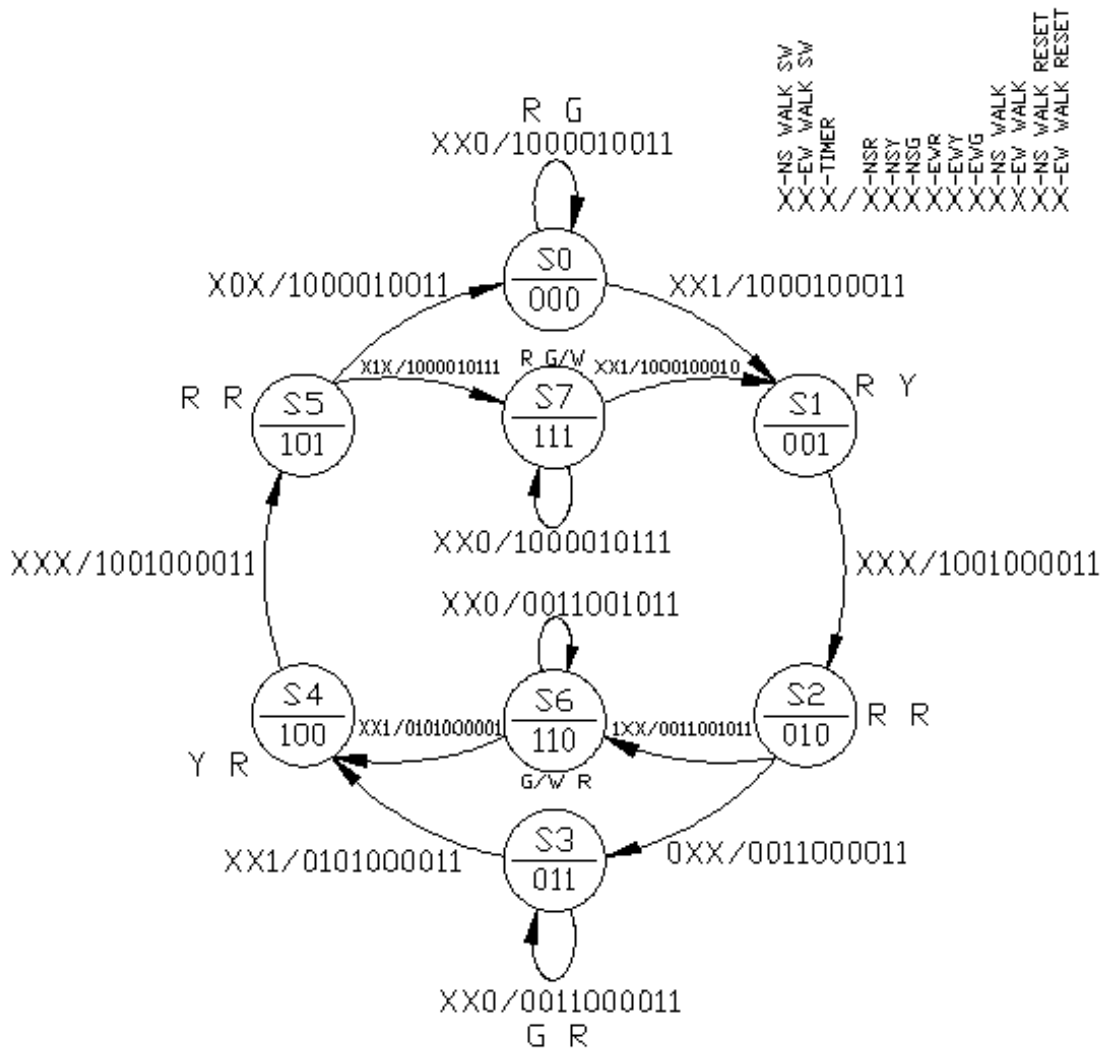 X-NS WALK SW
X-EW WALK SW
X-TIMER
/
X-NSR
X-NSY
X-NSG
X-EWR
X-EWY
X-EWG
X-NS WALK
X-EW WALK
X-NS WALK RESET
X-EW WALK RESET
R G
XX0/1000010011
S0
000
X0X/1000010011
XX1/1000100011
X1X/1000010111
R G/W
XX1/1000100010
R R
S5
101
S7
111
S1
001
R Y
XX0/1000010111
XXX/1001000011
XXX/1001000011
XX0/0011001011
S4
100
Y R
XX1/0101000001
S6
110
G/W R
1XX/0011001011
S2
010
R R
XX1/0101000011
S3
011
0XX/0011000011
XX0/0011000011
G R